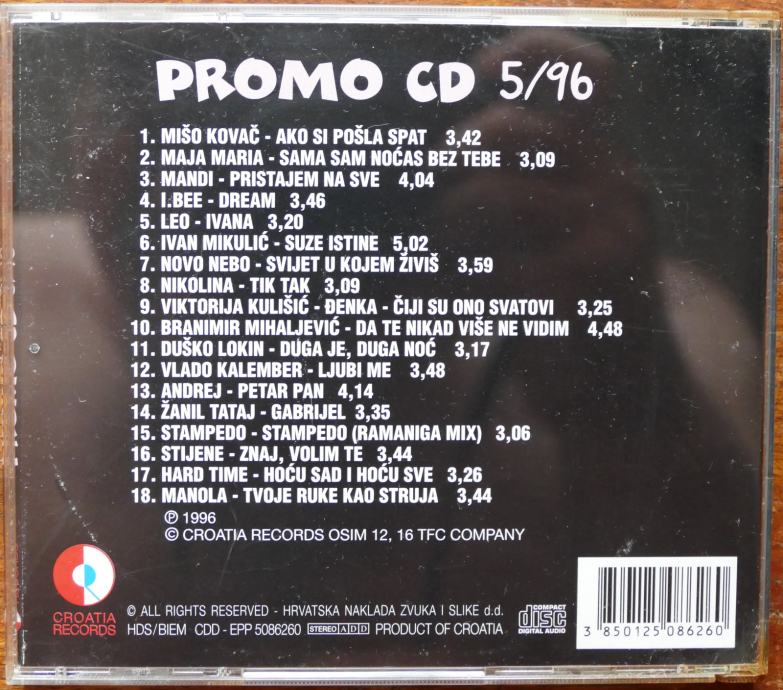 PROMO CD 5/96
1. MIŠO KOVAČ - AKO SI POŠLA SPAT 3,42
2. MAJA MARIA - SAMA SAM NOĆAS BEZ TEBE 3,09
3. MANDI - PRISTAJEM NA SVE 4,04
4. I.BEE - DREAM 3,46
5. LEO - IVANA 3,20
6. IVAN MIKULIĆ - SUZE ISTINE 5,02
7. NOVO NEBO - SVIJET U KOJEM ŽIVIŠ 3,59
8. NIKOLINA - TIK TAK 3,09
9. VIKTORIJA KULIŠIĆ - ĐENKA - ČIJI SU ONO SVATOVI 3,25
10. BRANIMIR MIHALJEVIĆ - DA TE NIKAD VIŠE NE VIDIM 4,48
11. DUŠKO LOKIN - DUGA JE, DUGA NOĆ 3,17
12. VLADO KALEMBER - LJUBI ME 3,48
13. ANDREJ - PETAR PAN 4,14
14. ŽANIL TATAJ - GABRIJEL 3,35
15. STAMPEDO - STAMPEDO (RAMANIGA MIX) 3,06
16. STIJENE - ZNAJ, VOLIM TE 3,44
17. HARD TIME - HOĆU SAD I HOĆU SVE 3,26
18. MANOLA - TVOJE RUKE KAO STRUJA 3,44
℗ 1996
© CROATIA RECORDS OSIM 12, 16 TFC COMPANY
CROATIA
RECORDS
© ALL RIGHTS RESERVED - HRVATSKA NAKLADA ZVUKA I SLIKE d.d.
HDS/BIEM CDD - EPP 5086260 STEREO ADD PRODUCT OF CROATIA
COMPACT
disc
DIGITAL AUDIO
3 850125 086260